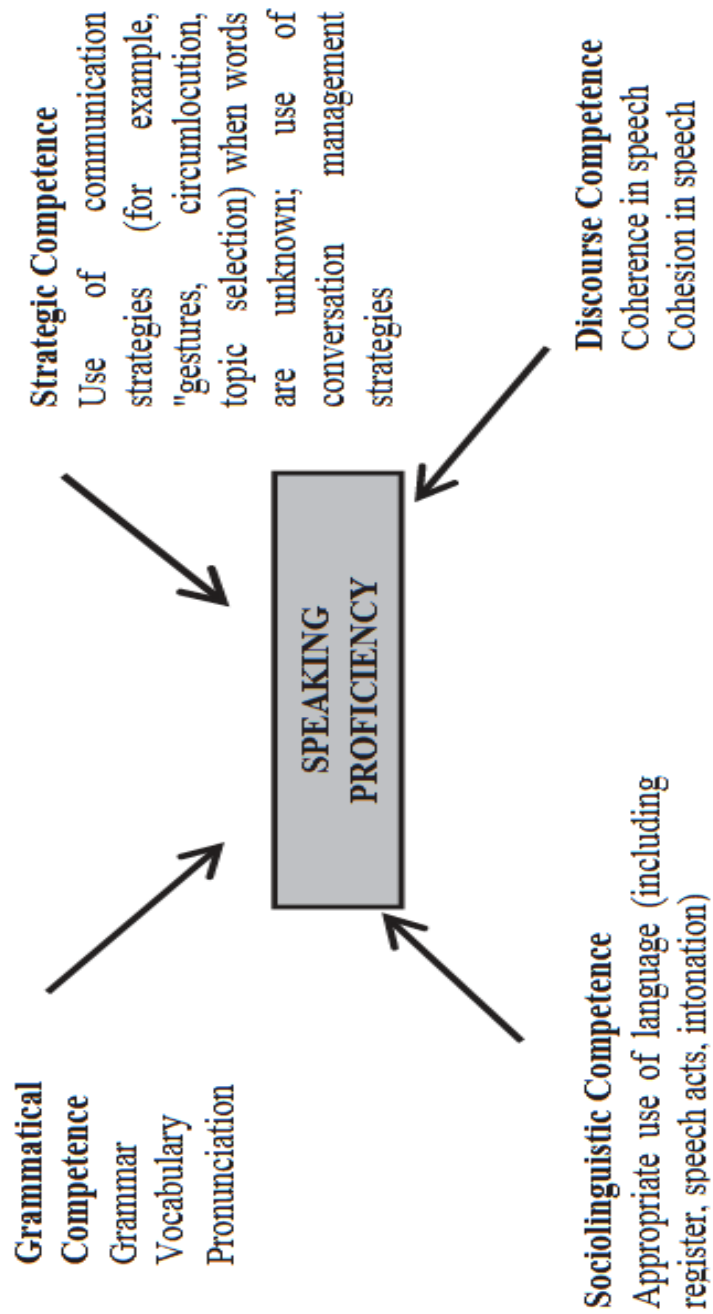 Grammatical
Competence
Grammar
Vocabulary
Pronunciation
Strategic Competence
Use of communication
strategies (for example,
"gestures, circumlocution,
topic selection) when words
are unknown; use of
conversation management
strategies
SPEAKING
PROFICIENCY
Sociolinguistic Competence
Appropriate use of language (including
register, speech acts, intonation)
Discourse Competence
Coherence in speech
Cohesion in speech